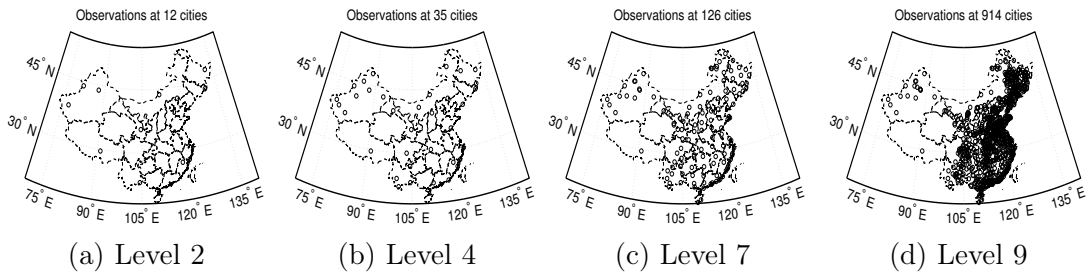 Observations at 12 cities
45° N
30° N
75° E
90° E
105° E
120° E
135° E
(a) Level 2
Observations at 35 cities
45° N
30° N
75° E
90° E
105° E
120° E
135° E
(b) Level 4
Observations at 126 cities
45° N
30° N
75° E
90° E
105° E
120° E
135° E
(c) Level 7
Observations at 914 cities
45° N
30° N
75° E
90° E
105° E
120° E
135° E
(d) Level 9